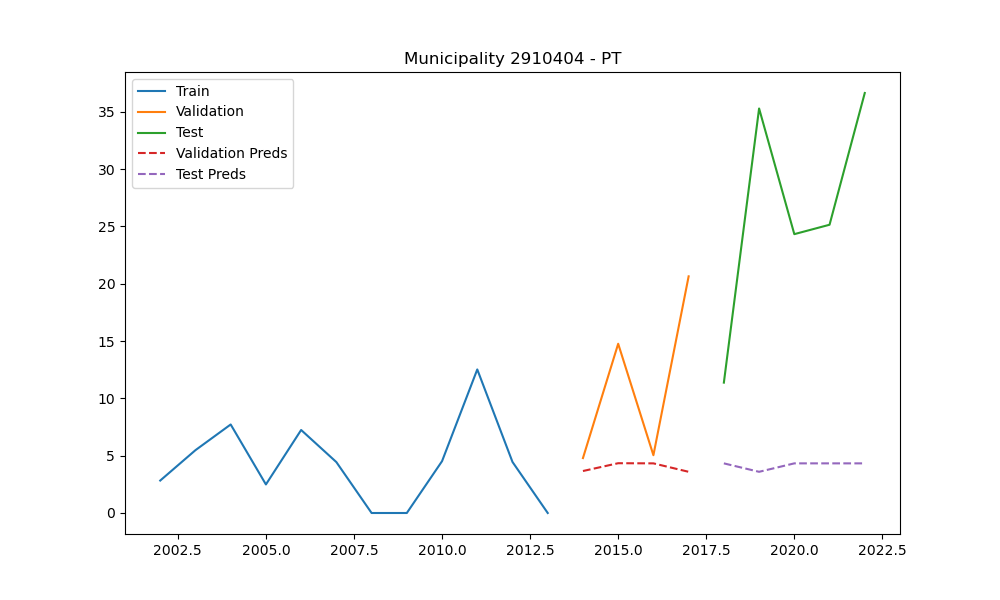 Municipality 2910404 - PT
Train
Validation
Test
Validation Preds
Test Preds
35
30
25
20
15
10
5
0
2002.5 2005.0 2007.5 2010.0 2012.5 2015.0 2017.5 2020.0 2022.5